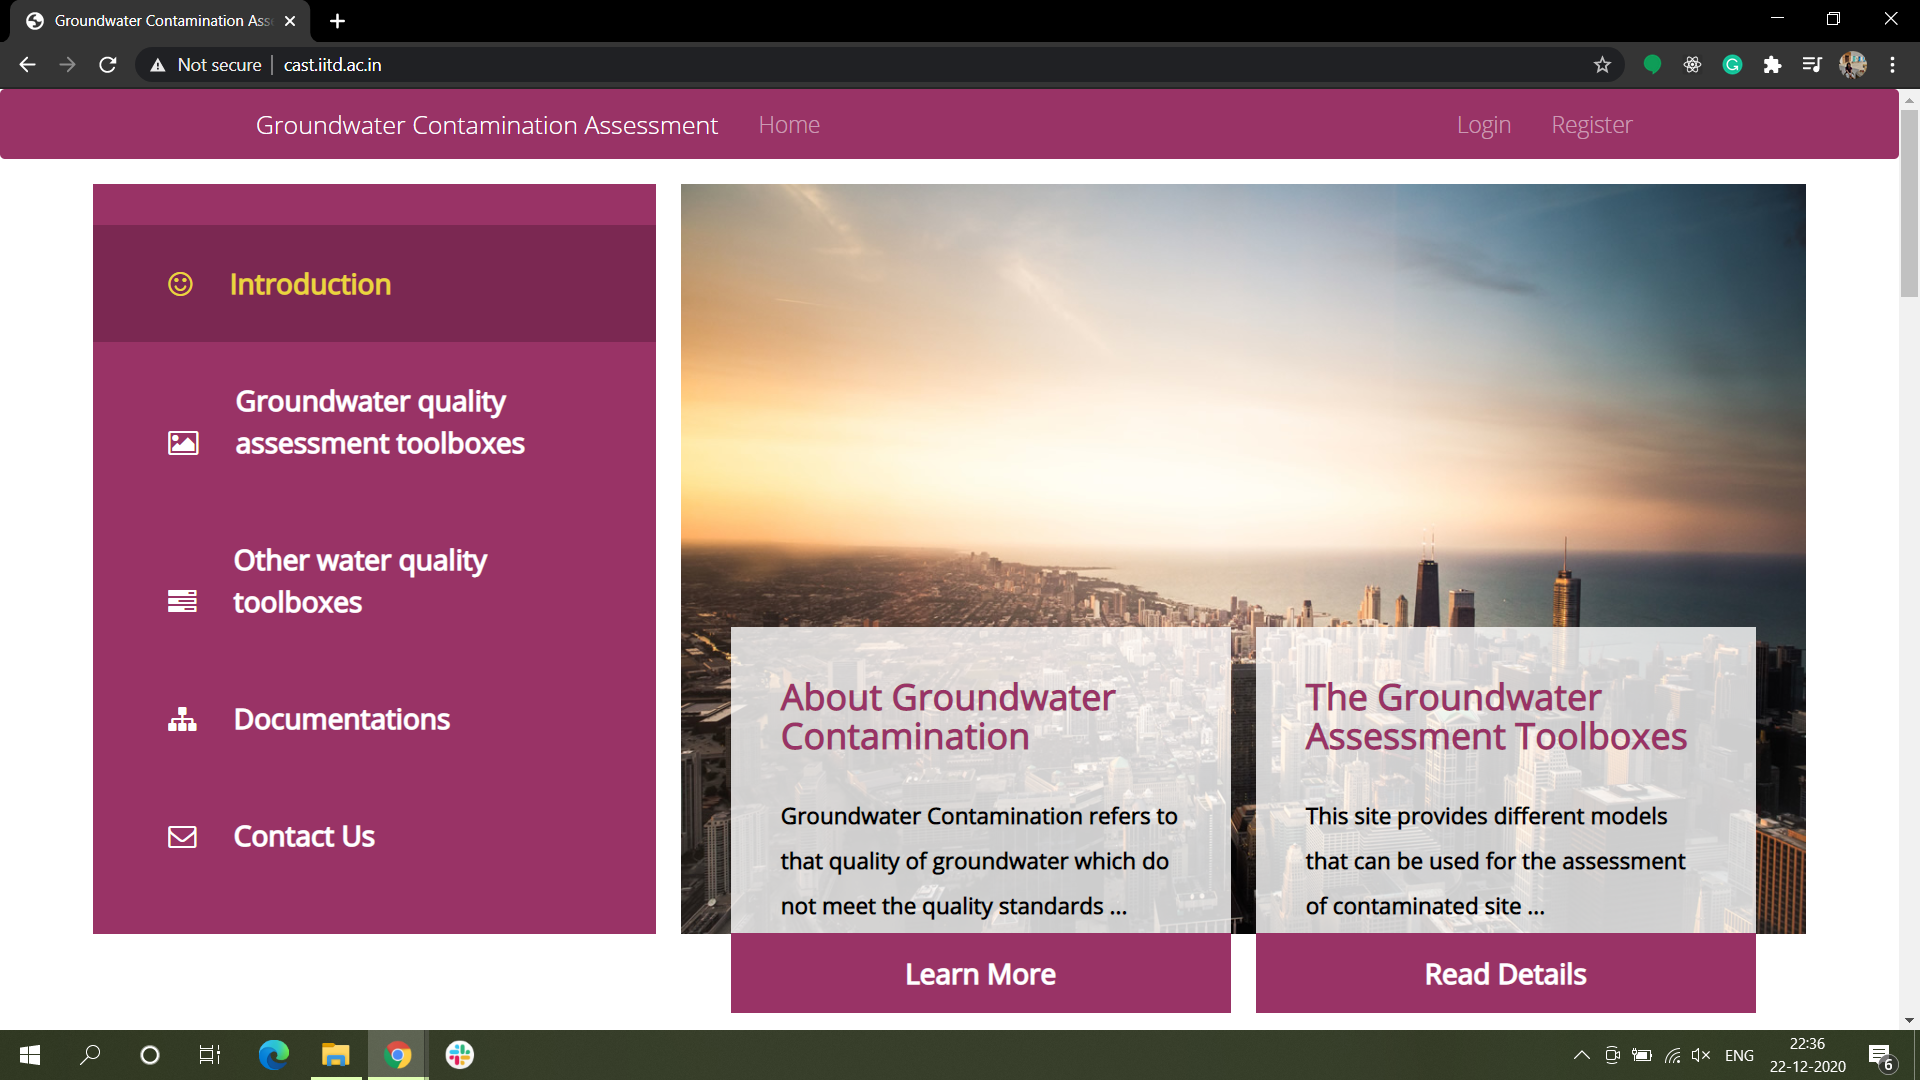 Groundwater Contamination Ass
Not secure
cast.iitd.ac.in
Groundwater Contamination Assessment
Home
Login
Register
Introduction
Groundwater quality
assessment toolboxes
Other water quality
toolboxes
Documentations
Contact Us
About Groundwater
Contamination
Groundwater Contamination refers to
that quality of groundwater which do
not meet the quality standards ...
Learn More
The Groundwater
Assessment Toolboxes
This site provides different models
that can be used for the assessment
of contaminated site ...
Read Details
ENG
22:36
22-12-2020
6